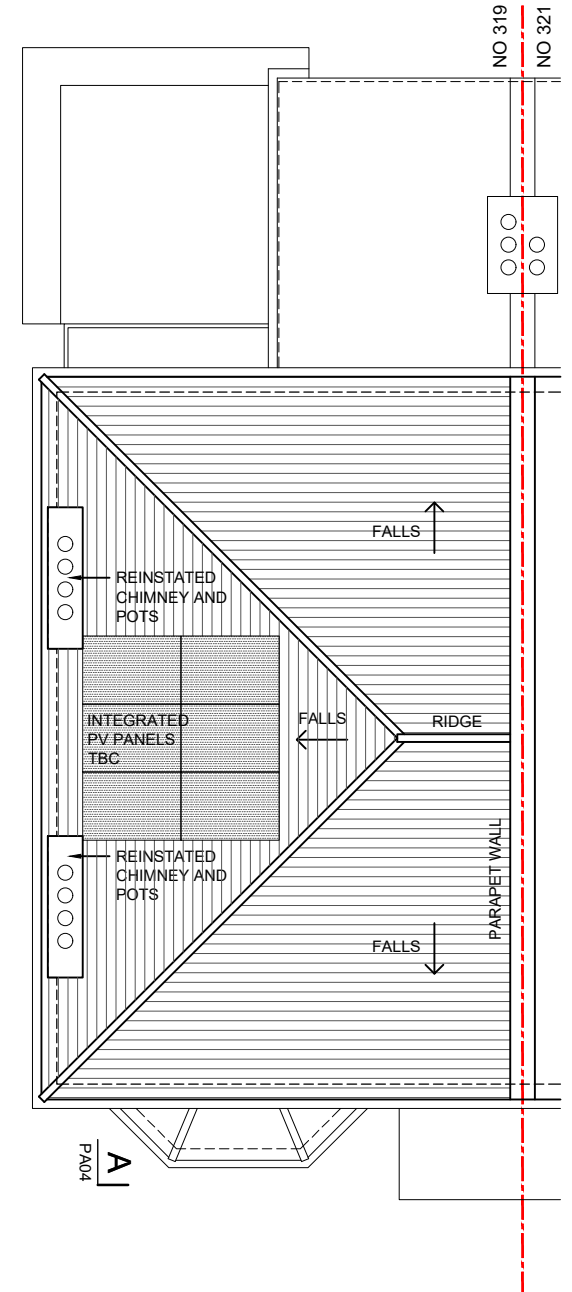 NO 319
NO 321
FALLS
REINSTATED
CHIMNEY AND
POTS
INTEGRATED
PV PANELS
TBC
FALLS
RIDGE
REINSTATED
CHIMNEY AND
POTS
PARAPET WALL
FALLS
A
PA04